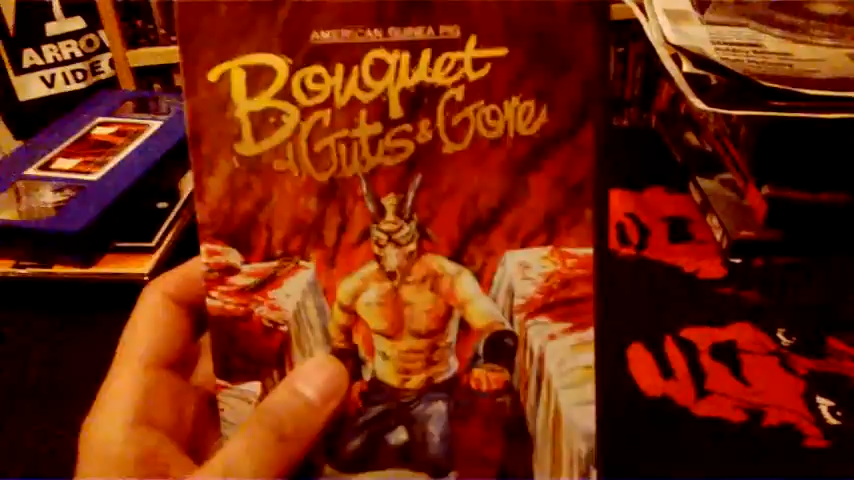 AMERICAN GUINEA PIG
Bouquet
of Guts & Gore
ARROW
VIDEO